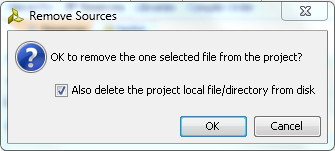 Remove Sources
OK to remove the one selected file from the project?
Also delete the project local file/directory from disk
OK
Cancel